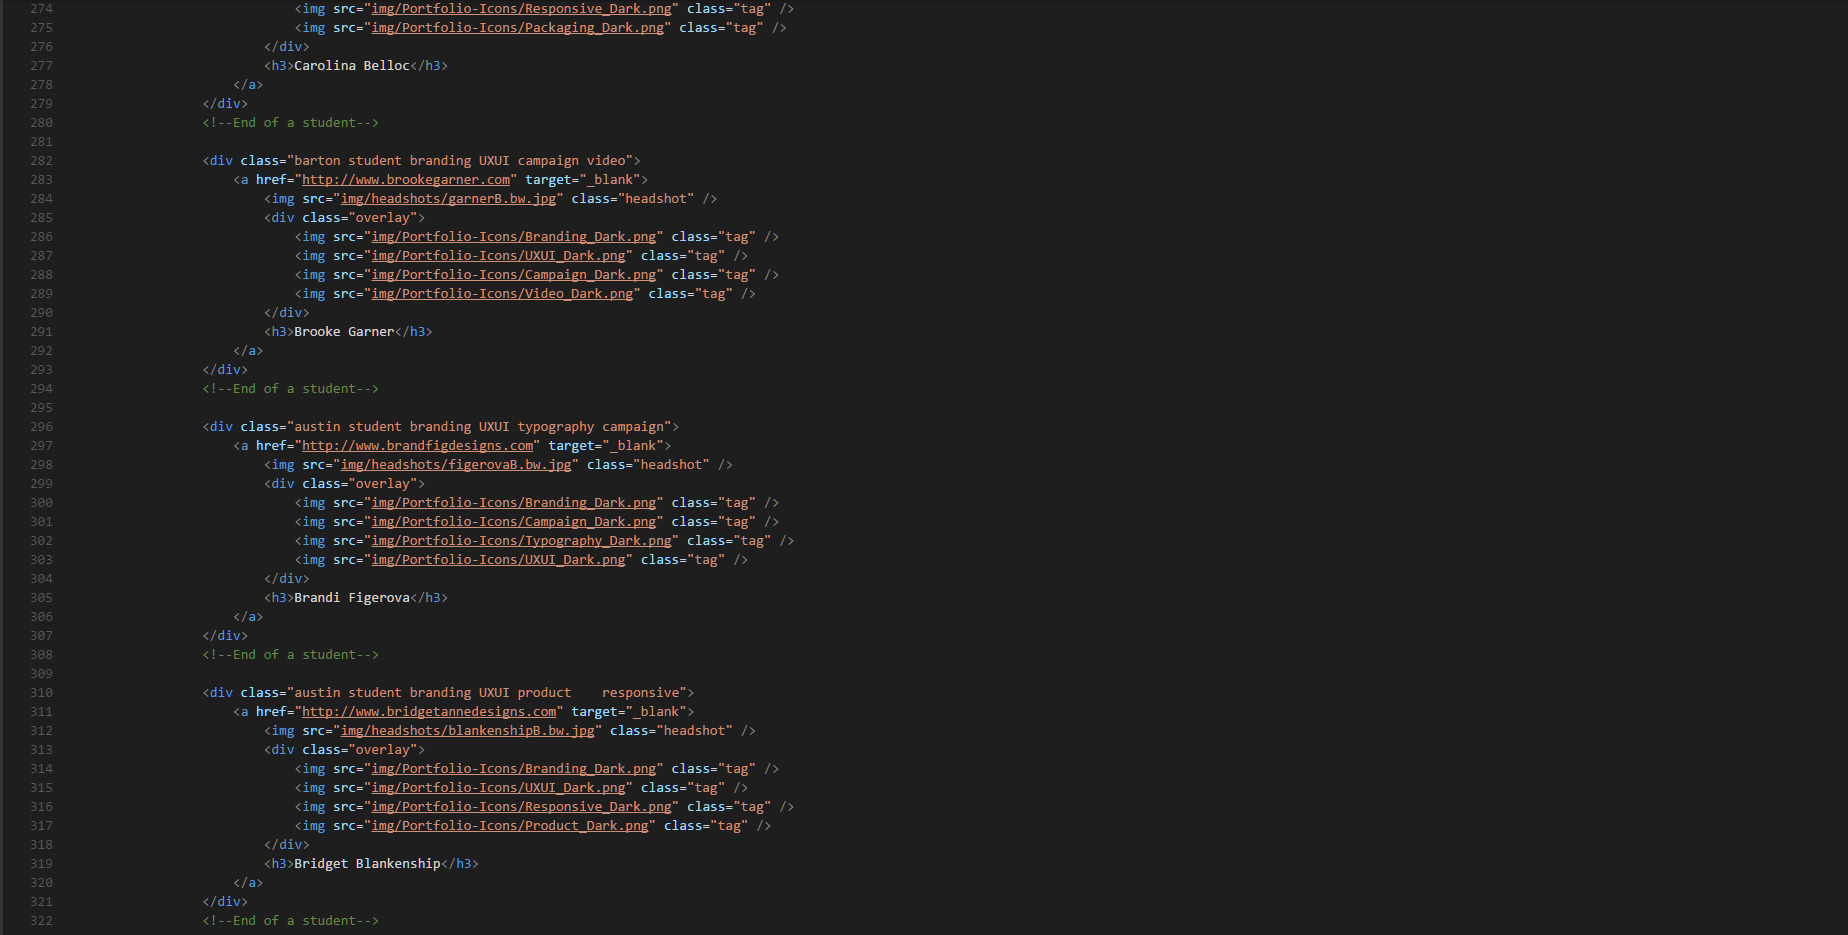 274 <img src="img/Portfolio-Icons/Responsive_Dark.png" class="tag" />
275 <img src="img/Portfolio-Icons/Packaging_Dark.png" class="tag" />
276 </div>
277 <h3>Carolina Belloc</h3>
278 </a>
279 </div>
280 <!--End of a student-->
281
282 <div class="barton student branding UXUI campaign video">
283 <a href="http://www.brookegarner.com" target="_blank">
284 <img src="img/headshots/garnerB.bw.jpg" class="headshot" />
285 <div class="overlay">
286 <img src="img/Portfolio-Icons/Branding_Dark.png" class="tag" />
287 <img src="img/Portfolio-Icons/UXUI_Dark.png" class="tag" />
288 <img src="img/Portfolio-Icons/Campaign_Dark.png" class="tag" />
289 <img src="img/Portfolio-Icons/Video_Dark.png" class="tag" />
290 </div>
291 <h3>Brooke Garner</h3>
292 </a>
293 </div>
294 <!--End of a student-->
295
296 <div class="austin student branding UXUI typography campaign">
297 <a href="http://www.brandfigdesigns.com" target="_blank">
298 <img src="img/headshots/figerovaB.bw.jpg" class="headshot" />
299 <div class="overlay">
300 <img src="img/Portfolio-Icons/Branding_Dark.png" class="tag" />
301 <img src="img/Portfolio-Icons/Campaign_Dark.png" class="tag" />
302 <img src="img/Portfolio-Icons/Typography_Dark.png" class="tag" />
303 <img src="img/Portfolio-Icons/UXUI_Dark.png" class="tag" />
304 </div>
305 <h3>Brandi Figerova</h3>
306 </a>
307 </div>
308 <!--End of a student-->
309
310 <div class="austin student branding UXUI product    responsive">
311 <a href="http://www.bridgetannedesigns.com" target="_blank">
312 <img src="img/headshots/blankenshipB.bw.jpg" class="headshot" />
313 <div class="overlay">
314 <img src="img/Portfolio-Icons/Branding_Dark.png" class="tag" />
315 <img src="img/Portfolio-Icons/UXUI_Dark.png" class="tag" />
316 <img src="img/Portfolio-Icons/Responsive_Dark.png" class="tag" />
317 <img src="img/Portfolio-Icons/Product_Dark.png" class="tag" />
318 </div>
319 <h3>Bridget Blankenship</h3>
320 </a>
321 </div>
322 <!--End of a student-->